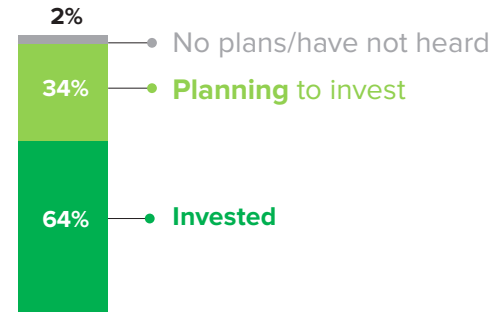 2%
No plans/have not heard
34%
Planning to invest
64%
Invested